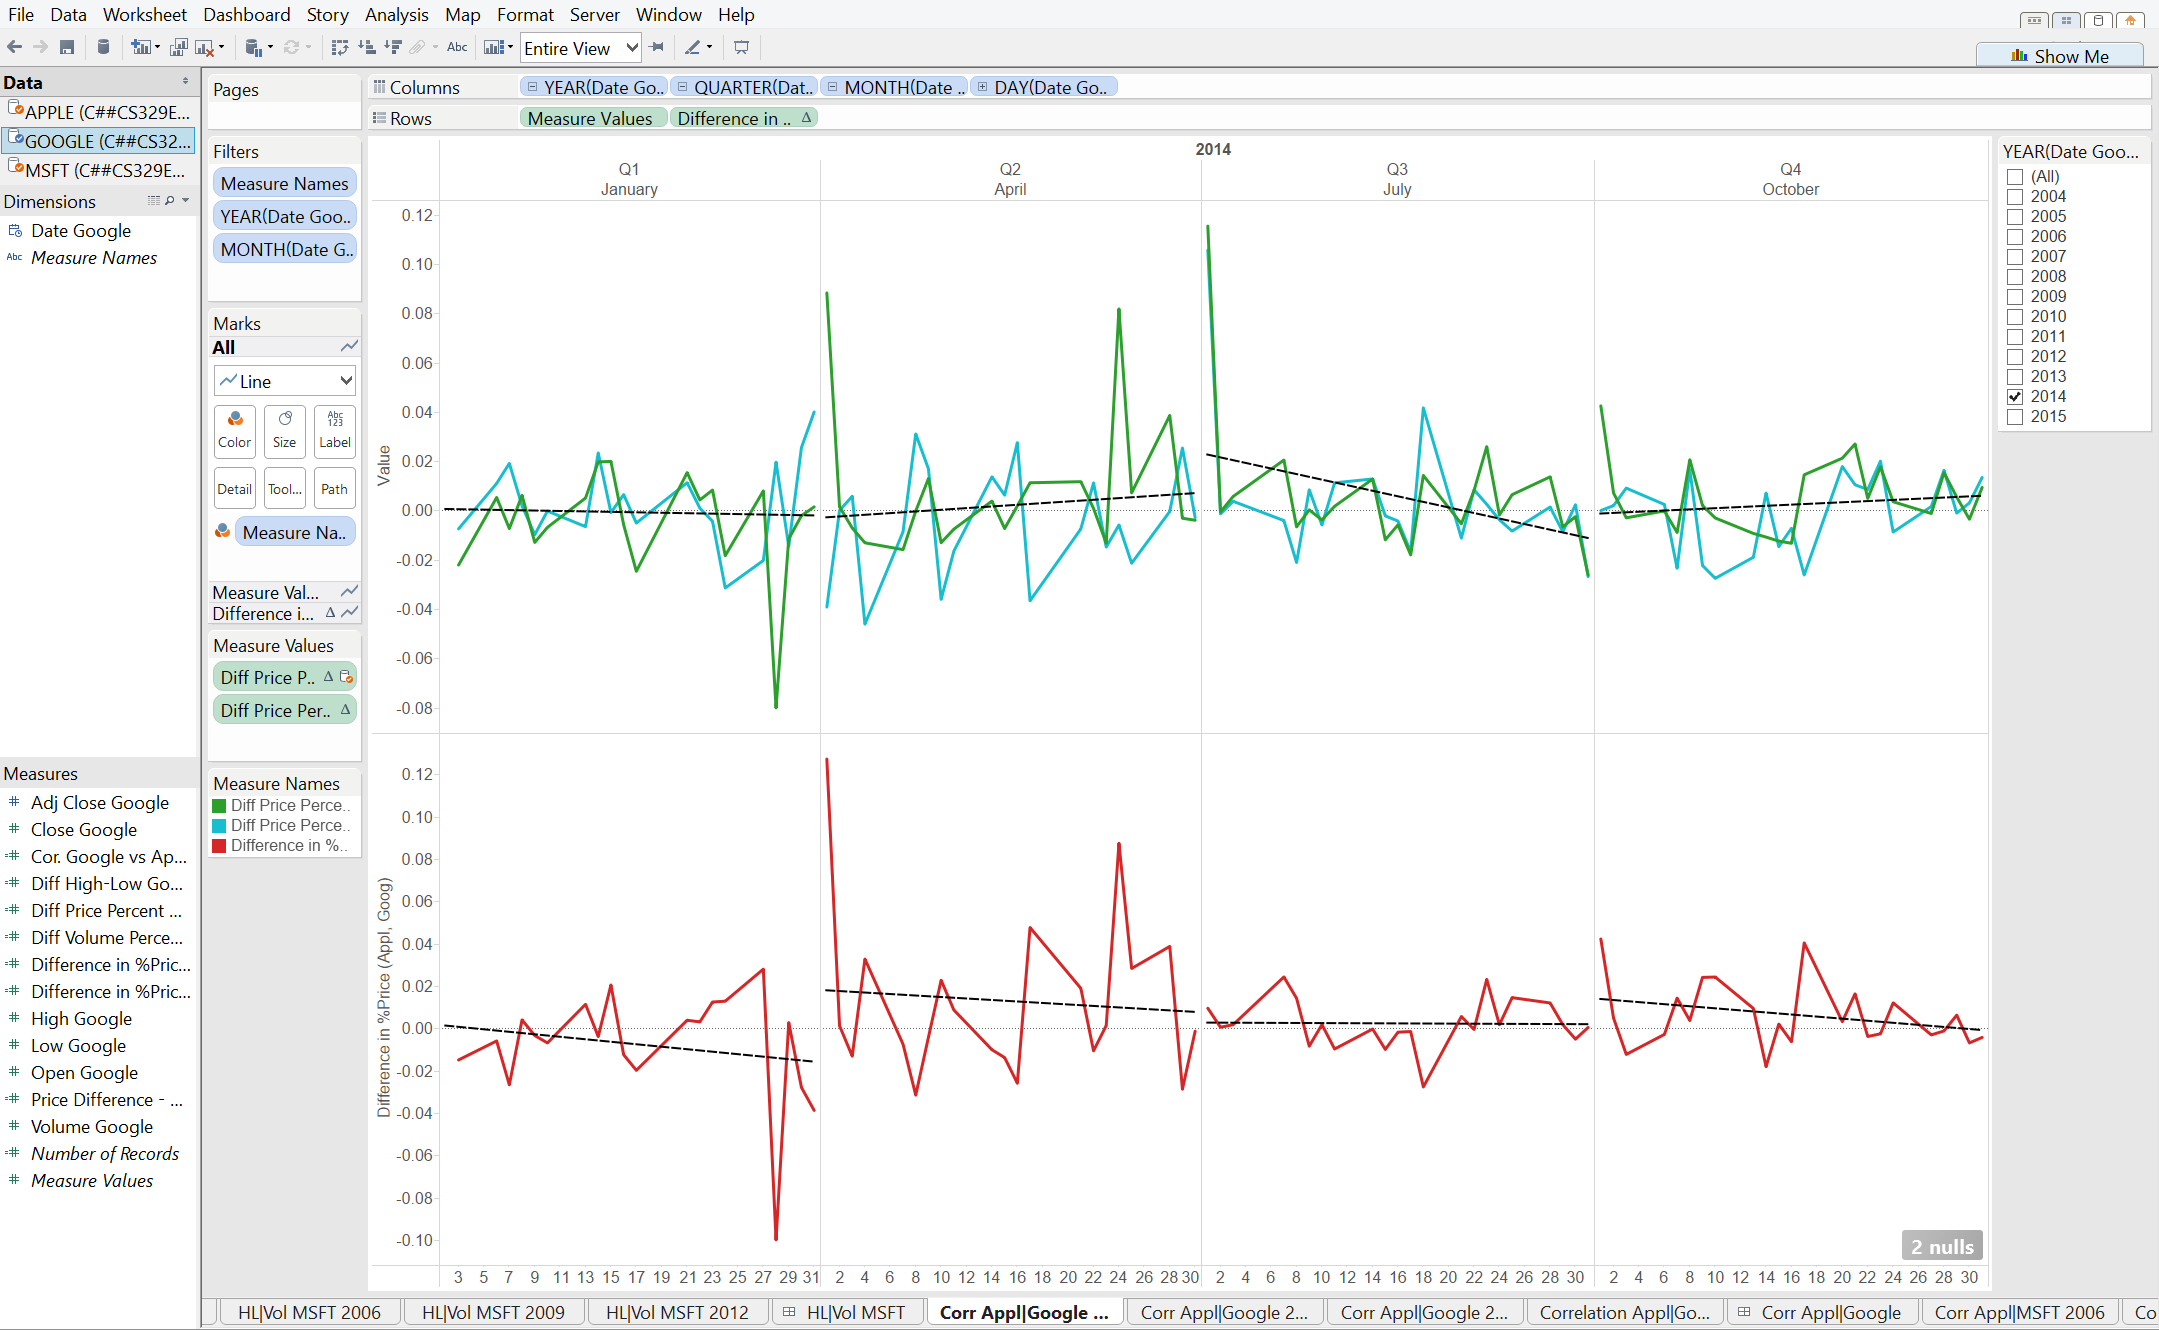 File Data Worksheet Dashboard Story Analysis Map Format Server Window Help
Abc Entire View Show Me
Data
APPLE (C##CS329E...
GOOGLE (C##CS32...
MSFT (C##CS329E...
Dimensions
Date Google
Abc Measure Names
Measures
Adj Close Google
Close Google
Cor. Google vs Ap...
Diff High-Low Go...
Diff Price Percent ...
Diff Volume Perce...
Difference in %Pric...
Difference in %Pric...
High Google
Low Google
Open Google
Price Difference - ...
Volume Google
Number of Records
Measure Values
Pages
Filters
Measure Names
YEAR(Date Goo..
MONTH(Date G..
Marks
All
Line
Color Size Abc 123 Label
Detail Tool... Path
Measure Na..
Measure Val...
Difference i... Δ
Measure Values
Diff Price P.. Δ
Diff Price Per.. Δ
Measure Names
Diff Price Perce..
Diff Price Perce..
Difference in %..
Columns YEAR(Date Go.. QUARTER(Dat.. MONTH(Date .. DAY(Date Go..
Rows Measure Values Difference in .. Δ
2014
Q1 Q2 Q3 Q4
January April July October
Value
0.12
0.10
0.08
0.06
0.04
0.02
0.00
-0.02
-0.04
-0.06
-0.08
Difference in %Price (Appl, Goog)
0.12
0.10
0.08
0.06
0.04
0.02
0.00
-0.02
-0.04
-0.06
-0.08
-0.10
2 nulls
3 5 7 9 11 13 15 17 19 21 23 25 27 29 31 2 4 6 8 10 12 14 16 18 20 22 24 26 28 30 2 4 6 8 10 12 14 16 18 20 22 24 26 28 30 2 4 6 8 10 12 14 16 18 20 22 24 26 28 30
YEAR(Date Goo...
(All)
2004
2005
2006
2007
2008
2009
2010
2011
2012
2013
2014
2015
HL|Vol MSFT 2006 HL|Vol MSFT 2009 HL|Vol MSFT 2012 HL|Vol MSFT Corr Appl|Google ... Corr Appl|Google 2... Corr Appl|Google 2... Correlation Appl|Go... Corr Appl|Google Corr Appl|MSFT 2006 Co